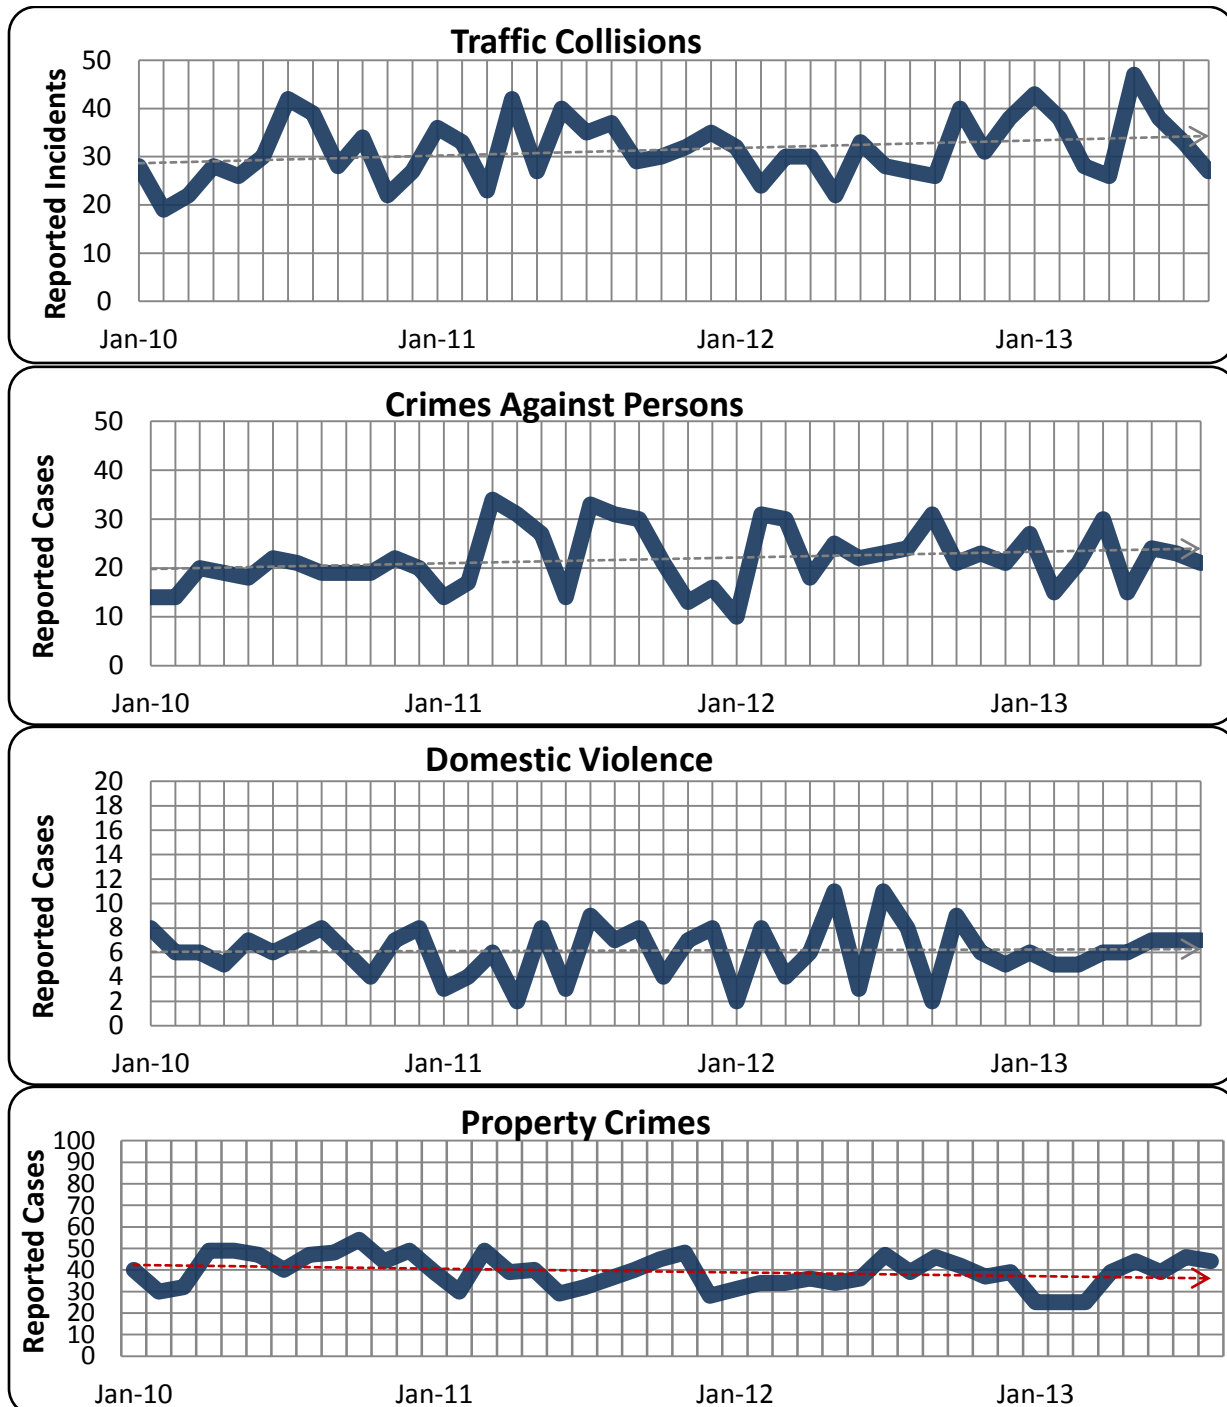 Traffic Collisions
Reported Incidents
50
40
30
20
10
0
Jan-10 Jan-11 Jan-12 Jan-13
Crimes Against Persons
Reported Cases
50
40
30
20
10
0
Jan-10 Jan-11 Jan-12 Jan-13
Domestic Violence
Reported Cases
20
18
16
14
12
10
8
6
4
2
0
Jan-10 Jan-11 Jan-12 Jan-13
Property Crimes
Reported Cases
100
90
80
70
60
50
40
30
20
10
0
Jan-10 Jan-11 Jan-12 Jan-13